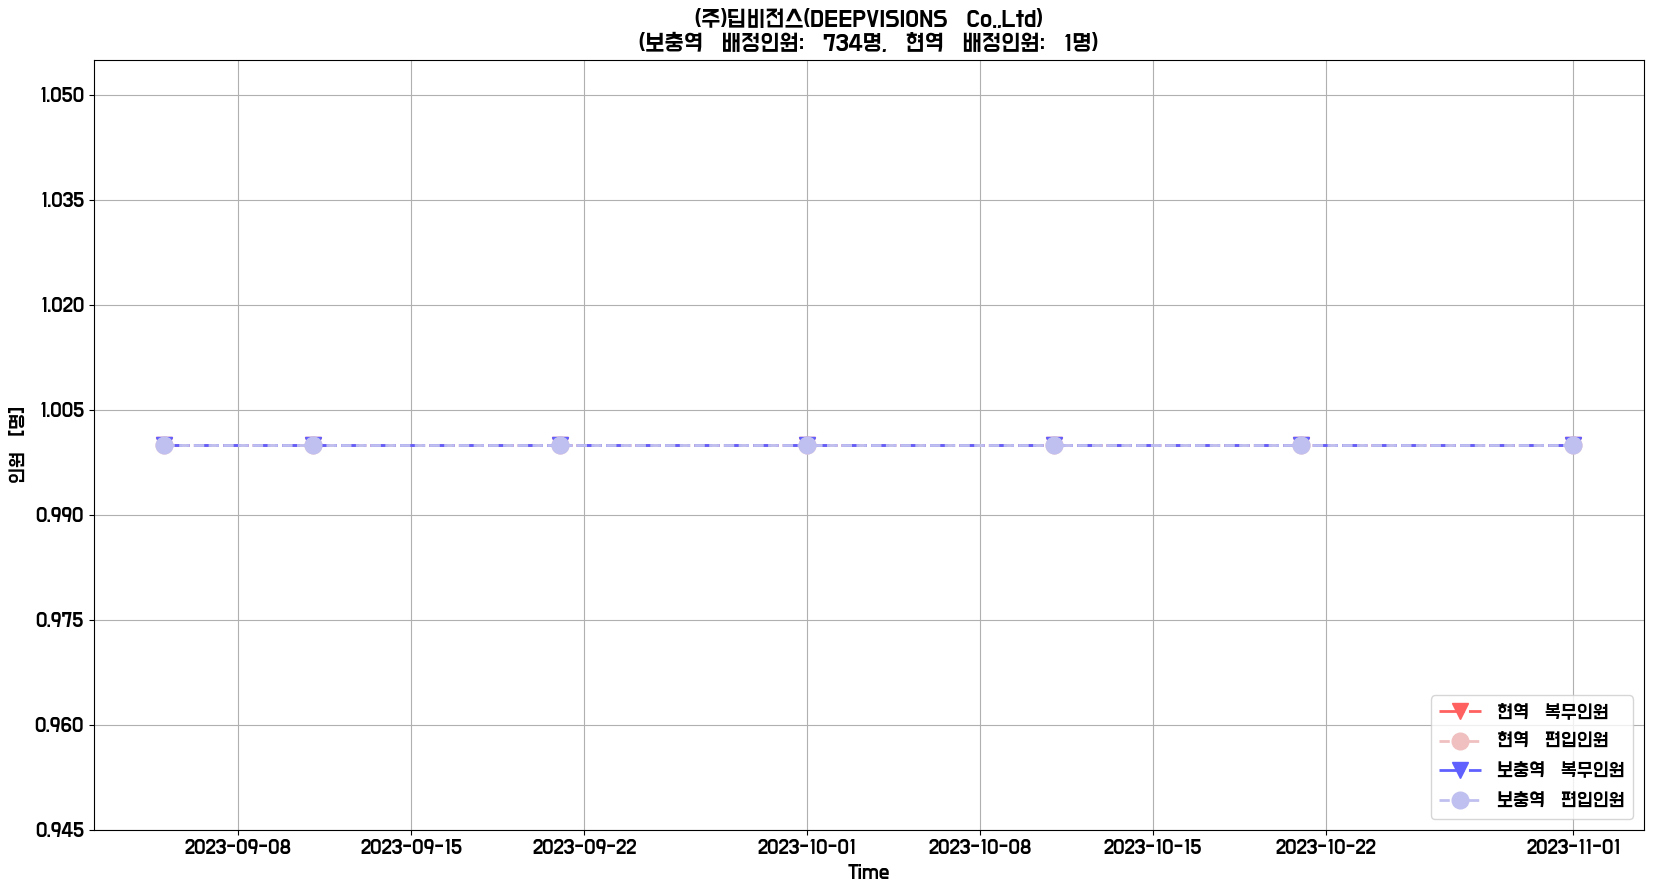 (주)딥비전스(DEEPVISIONS Co.,Ltd)
(보충역 배정인원: 734명, 현역 배정인원: 1명)
1.050
1.035
1.020
1.005
0.990
0.975
0.960
0.945
인원 [명]
현역 복무인원
현역 편입인원
보충역 복무인원
보충역 편입인원
2023-09-08 2023-09-15 2023-09-22 2023-10-01 2023-10-08 2023-10-15 2023-10-22 2023-11-01
Time